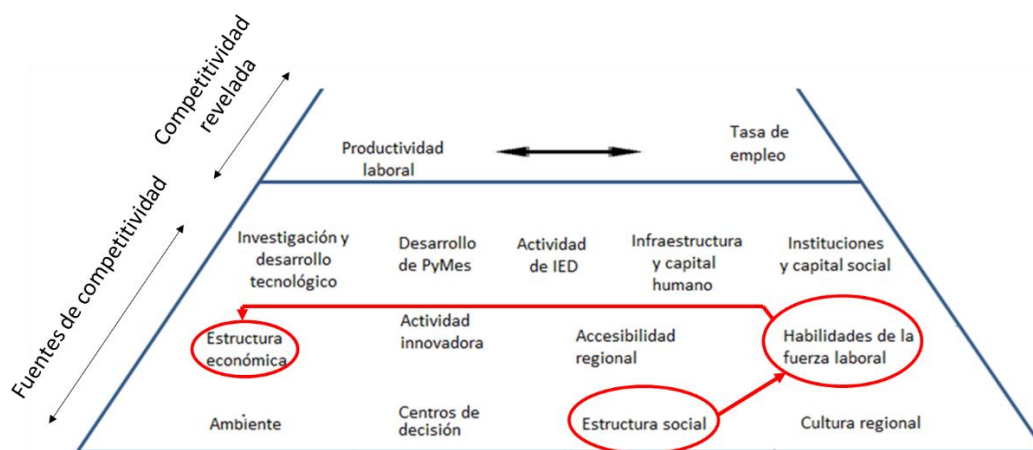 Competitividad
revelada
Fuentes de competitividad
Productividad
laboral
Tasa de
empleo
Investigación y
desarrollo
tecnológico
Desarrollo
de PyMes
Actividad
de IED
Infraestructura
y capital
humano
Instituciones
y capital social
Estructura
económica
Actividad
innovadora
Accesibilidad
regional
Habilidades de la
fuerza laboral
Ambiente
Centros de
decisión
Estructura social
Cultura regional